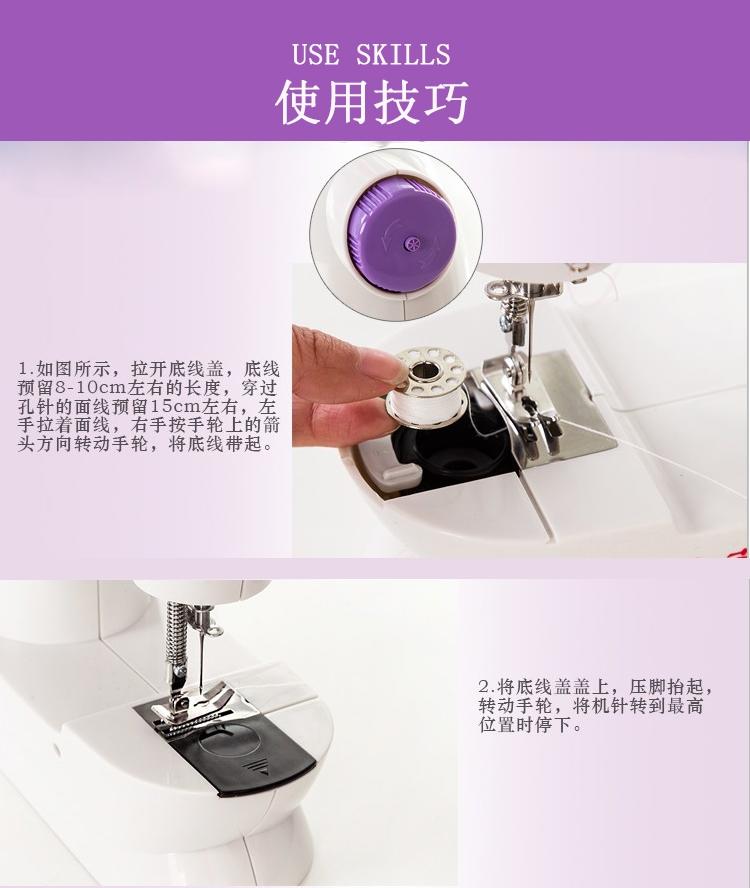 USE SKILLS
使用技巧
1.如图所示，拉开底线盖，底线
预留8-10cm左右的长度，穿过
孔针的面线预留15cm左右，左
手拉着面线，右手按手轮上的箭
头方向转动手轮，将底线带起。
2.将底线盖盖上，压脚抬起，
转动手轮，将机针转到最高
位置时停下。